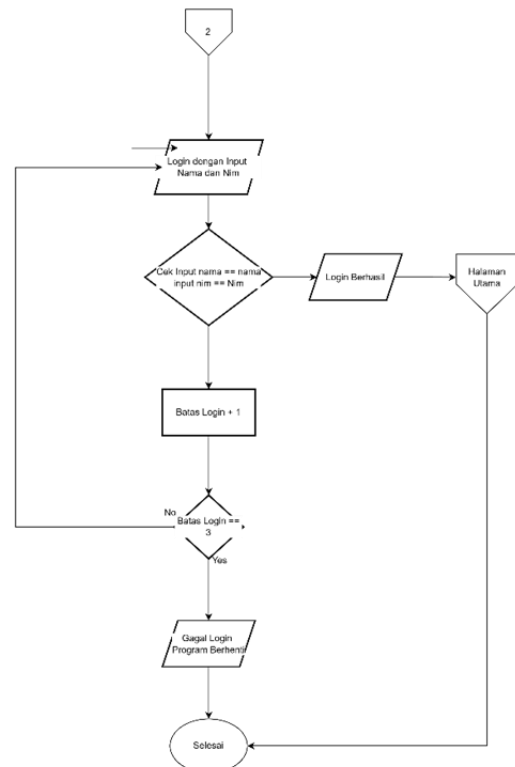 2
Login dongan Input
Nama dan Nim
Cek Input nama == nama
input nim == Nim
Login Berhasil
Halaman
Utama
Batas Login + 1
No
Batas Login ==
3
Yes
Gagal Login
Program Berhenti
Selesai